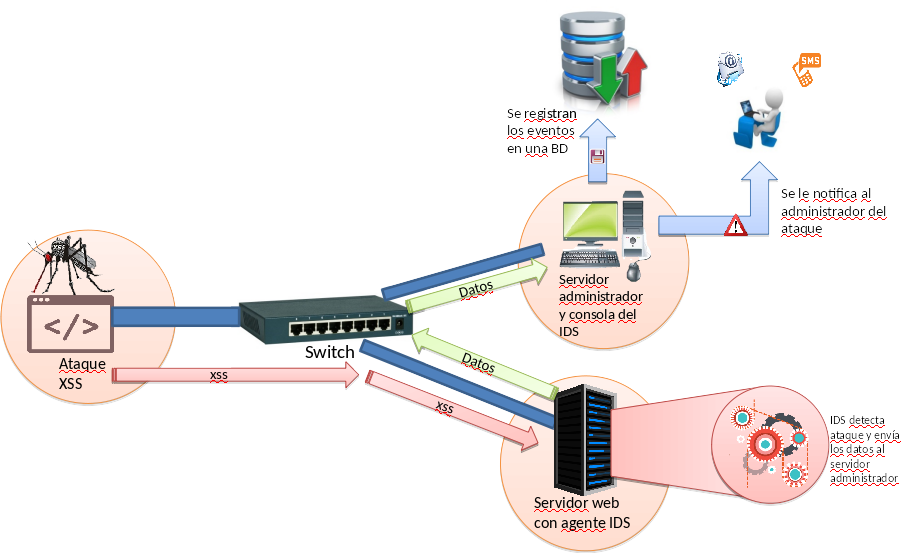 SMS
@
Se registran
los eventos
en una BD
Se le notifica al
administrador del
ataque
XSS
</>
Ataque
XSS
Switch
xss
xss
Datos
Datos
Servidor
administrador
y consola del
IDS
Servidor web
con agente IDS
IDS detecta
ataque y envía
los datos al
servidor
administrador